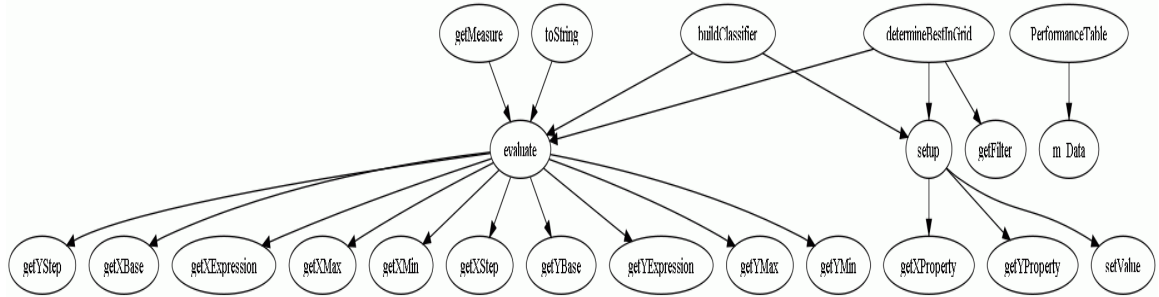 getMeasure toString buildClassifier determineBestInGrid PerformanceTable
evaluate setup getFilter m_Data
getYStep getXBase getXExpression getXMax getXMin getXStep getYBase getYExpression getYMax getYMin getXProperty getYProperty setValue